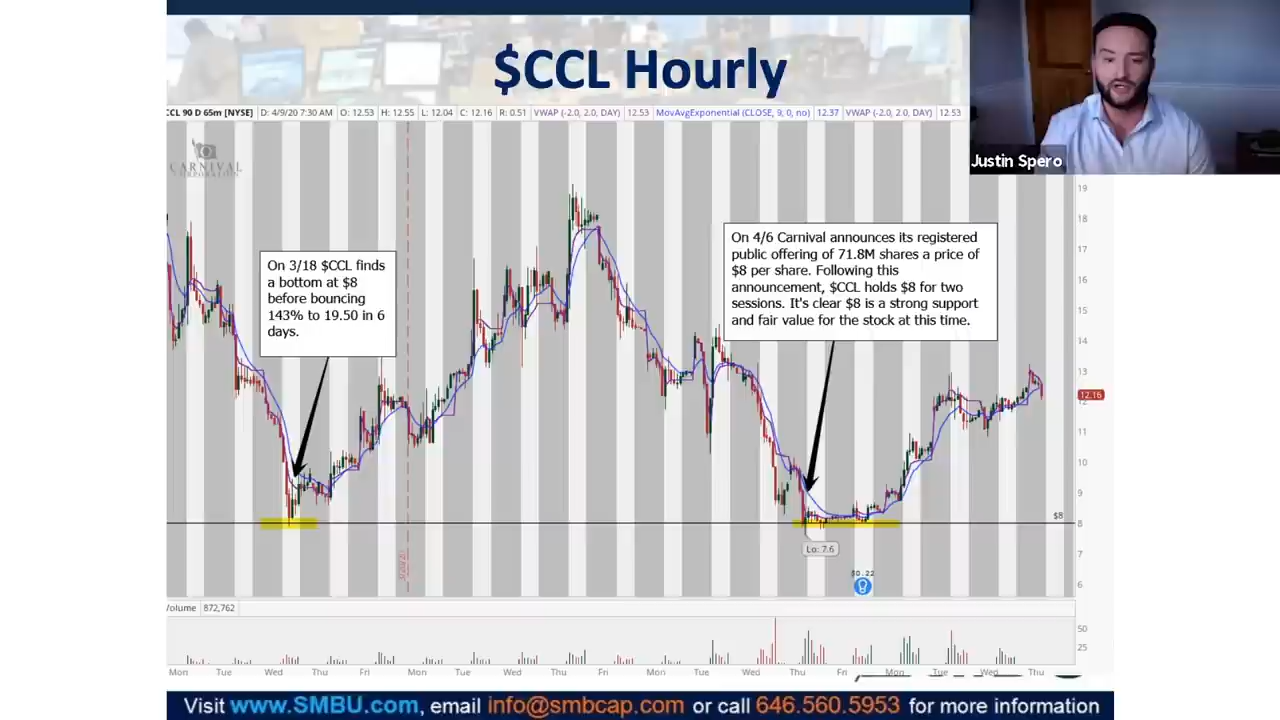 $CCL Hourly
Justin Spero
CCL 90 D 65m [NYSE] D: 4/9/20 7:30 AM O: 12.53 H: 12.55 L: 12.04 C: 12.16 R: 0.51 VWAP (-2.0, 2.0, DAY) 12.53 MovAvgExponential (CLOSE, 9, 0, no) 12.37 VWAP (-2.0, 2.0, DAY) 12.53
CARNIVAL
CORPORATION
On 3/18 $CCL finds
a bottom at $8
before bouncing
143% to 19.50 in 6
days.
On 4/6 Carnival announces its registered
public offering of 71.8M shares a price of
$8 per share. Following this
announcement, $CCL holds $8 for two
sessions. It's clear $8 is a strong support
and fair value for the stock at this time.
19
18
17
16
15
14
13
12.16
12
11
10
9
$8
8
Lo: 7.6
7
$0.22
6
Volume 872,762
50
25
Mon Tue Wed Thu Fri Mon Tue Wed Thu Fri Mon Tue Wed Thu Fri Mon Tue Wed Thu
Visit www.SMBU.com, email info@smbcap.com or call 646.560.5953 for more information